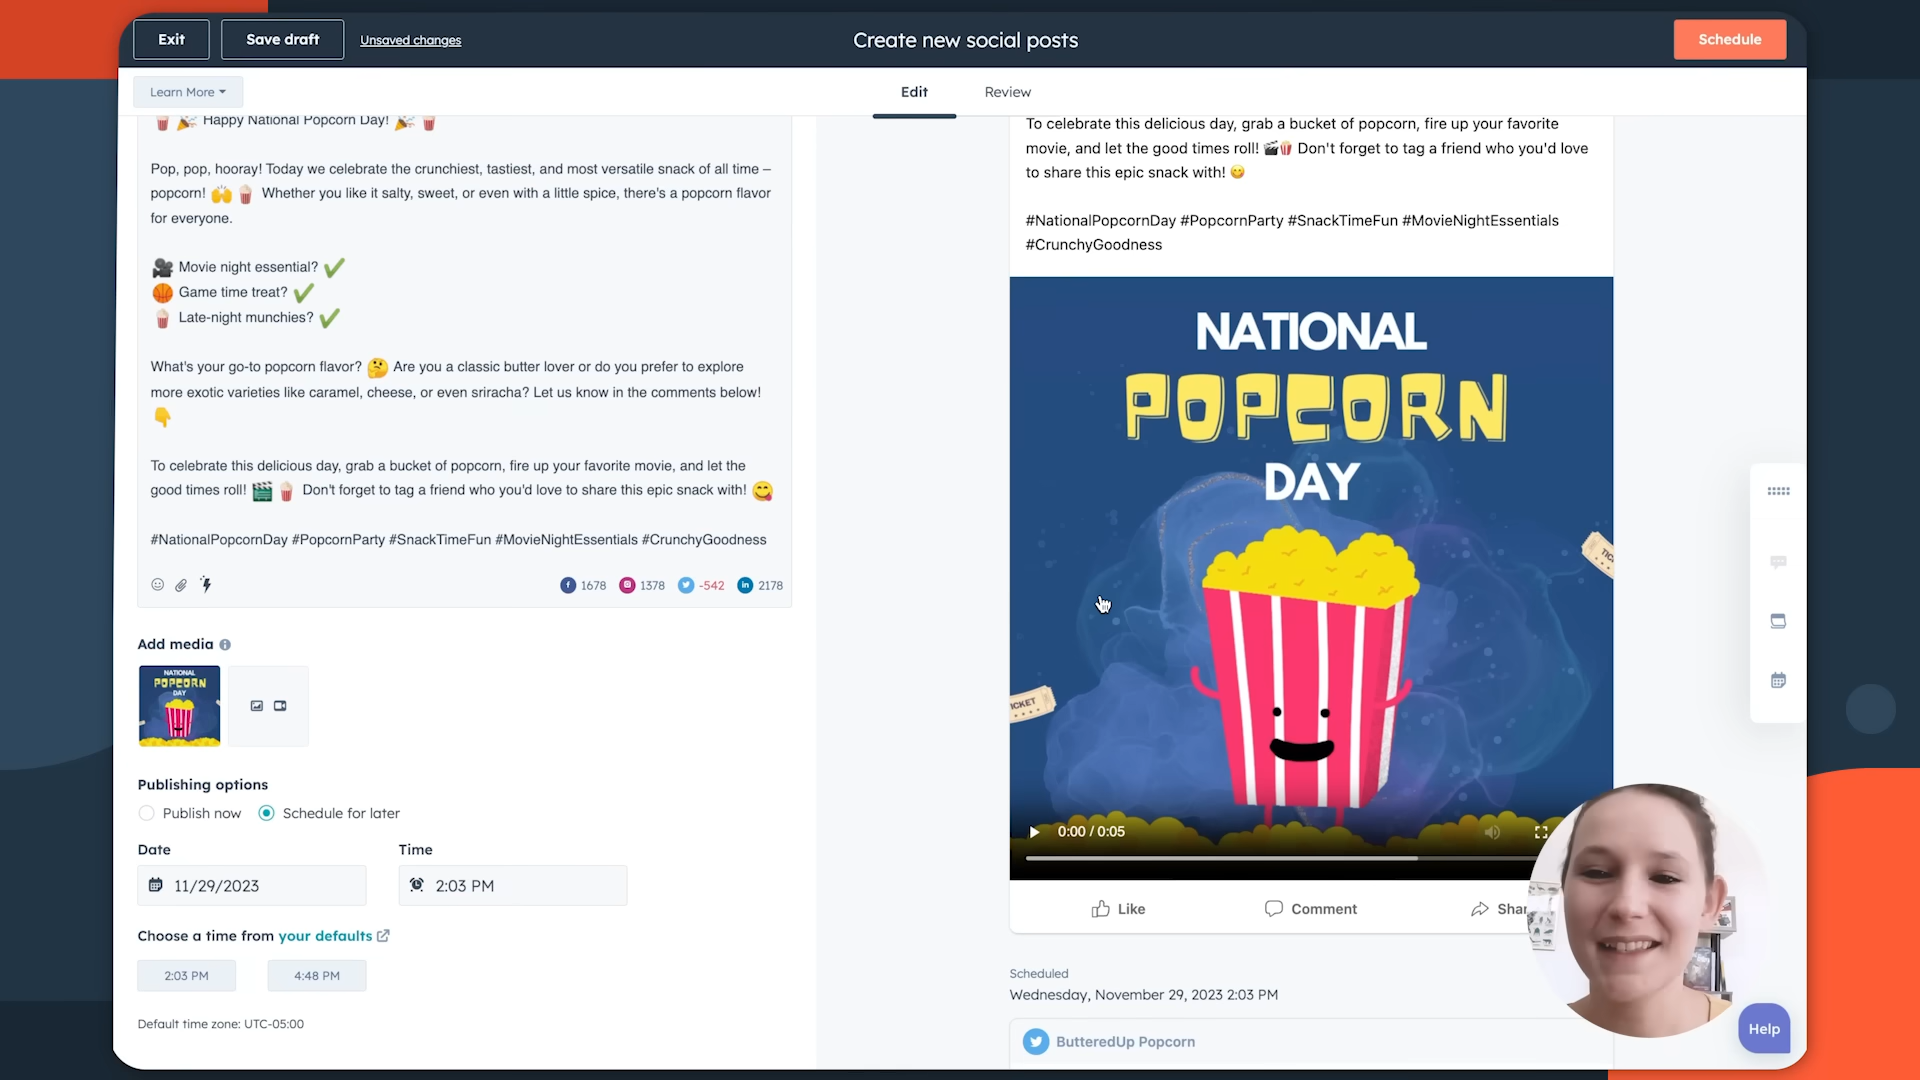 Exit
Save draft
Unsaved changes
Create new social posts
Schedule
Learn More
Edit
Review
Happy National Popcorn Day!
Pop, pop, hooray! Today we celebrate the crunchiest, tastiest, and most versatile snack of all time –
popcorn! 🙌 🍿 Whether you like it salty, sweet, or even with a little spice, there's a popcorn flavor
for everyone.
🎥 Movie night essential? ✔️
🏀 Game time treat? ✔️
🍿 Late-night munchies? ✔️
What's your go-to popcorn flavor? 🤔 Are you a classic butter lover or do you prefer to explore
more exotic varieties like caramel, cheese, or even sriracha? Let us know in the comments below!
👇
To celebrate this delicious day, grab a bucket of popcorn, fire up your favorite movie, and let the
good times roll! 🎬 🍿 Don't forget to tag a friend who you'd love to share this epic snack with! 😋
#NationalPopcornDay #PopcornParty #SnackTimeFun #MovieNightEssentials #CrunchyGoodness
1678 1378 -542 2178
Add media
NATIONAL
POPCORN
DAY
Publishing options
Publish now
Schedule for later
Date
Time
11/29/2023
2:03 PM
Choose a time from your defaults
2:03 PM
4:48 PM
Default time zone: UTC-05:00
To celebrate this delicious day, grab a bucket of popcorn, fire up your favorite
movie, and let the good times roll! 🎬🍿 Don't forget to tag a friend who you'd love
to share this epic snack with! 😋
#NationalPopcornDay #PopcornParty #SnackTimeFun #MovieNightEssentials
#CrunchyGoodness
NATIONAL
POPCORN
DAY
ICKET
TIC
0:00 / 0:05
Like
Comment
Shar
Scheduled
Wednesday, November 29, 2023 2:03 PM
ButteredUp Popcorn
Help